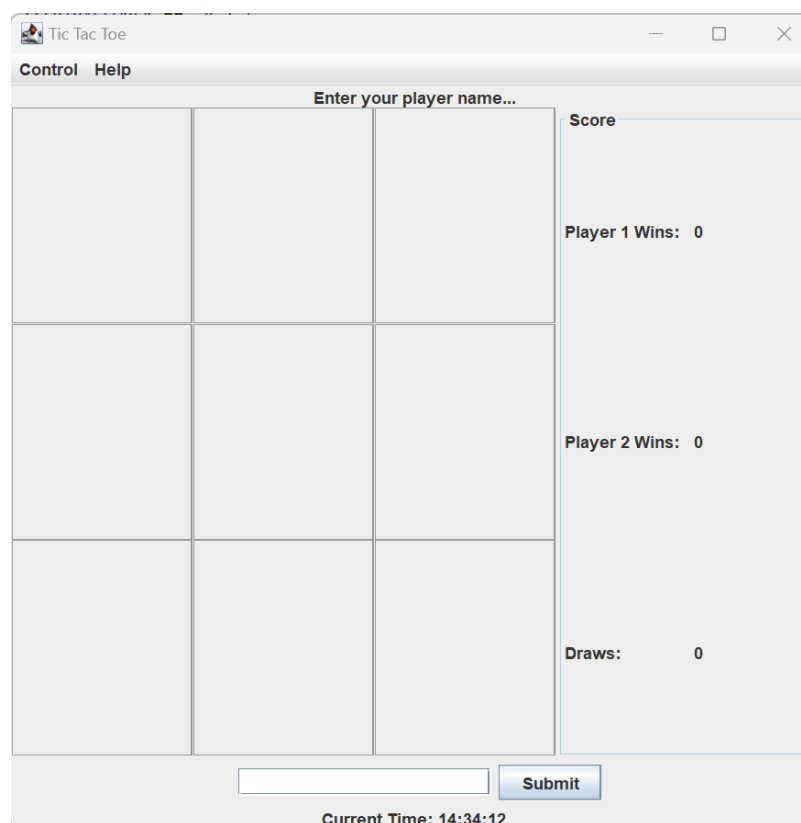 Tic Tac Toe
Control Help
Enter your player name...
Score
Player 1 Wins: 0
Player 2 Wins: 0
Draws: 0
Submit
Current Time: 14:34:12